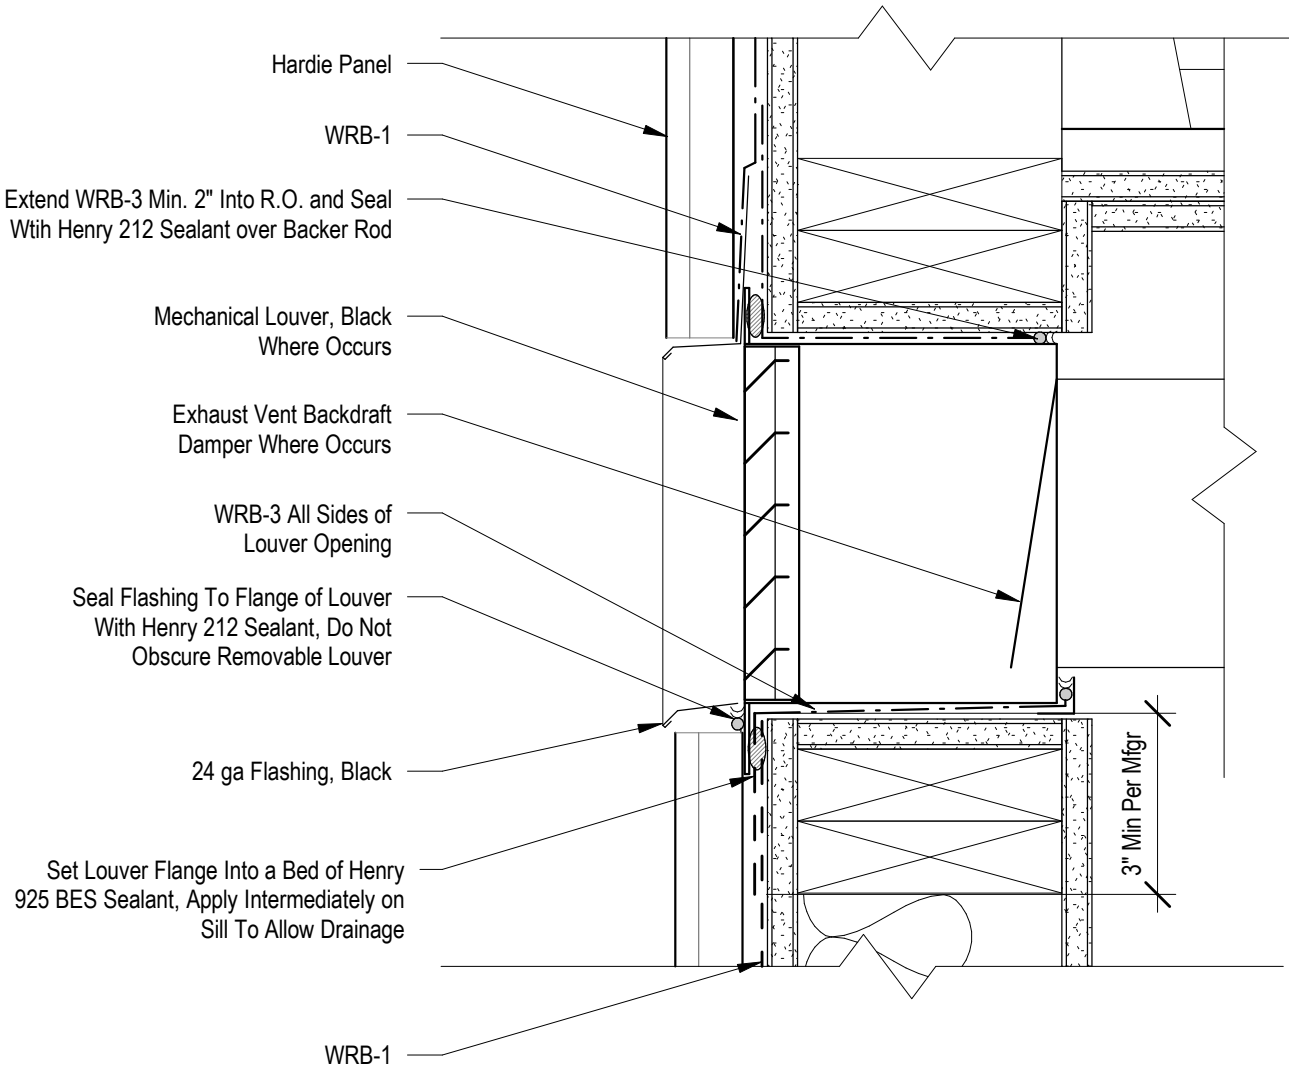 Hardie Panel
WRB-1
Extend WRB-3 Min. 2" Into R.O. and Seal
Wtih Henry 212 Sealant over Backer Rod
Mechanical Louver, Black
Where Occurs
Exhaust Vent Backdraft
Damper Where Occurs
WRB-3 All Sides of
Louver Opening
Seal Flashing To Flange of Louver
With Henry 212 Sealant, Do Not
Obscure Removable Louver
24 ga Flashing, Black
Set Louver Flange Into a Bed of Henry
925 BES Sealant, Apply Intermediately on
Sill To Allow Drainage
WRB-1
3" Min Per Mfgr